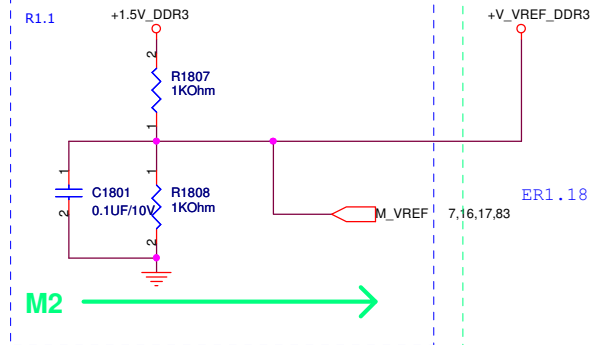 R1.1
+1.5V_DDR3
+V_VREF_DDR3
2
R1807
1KOhm
1
1
1
C1801
0.1UF/10V
R1808
1KOhm
2
2
M_VREF 7,16,17,83
ER1.18
M2